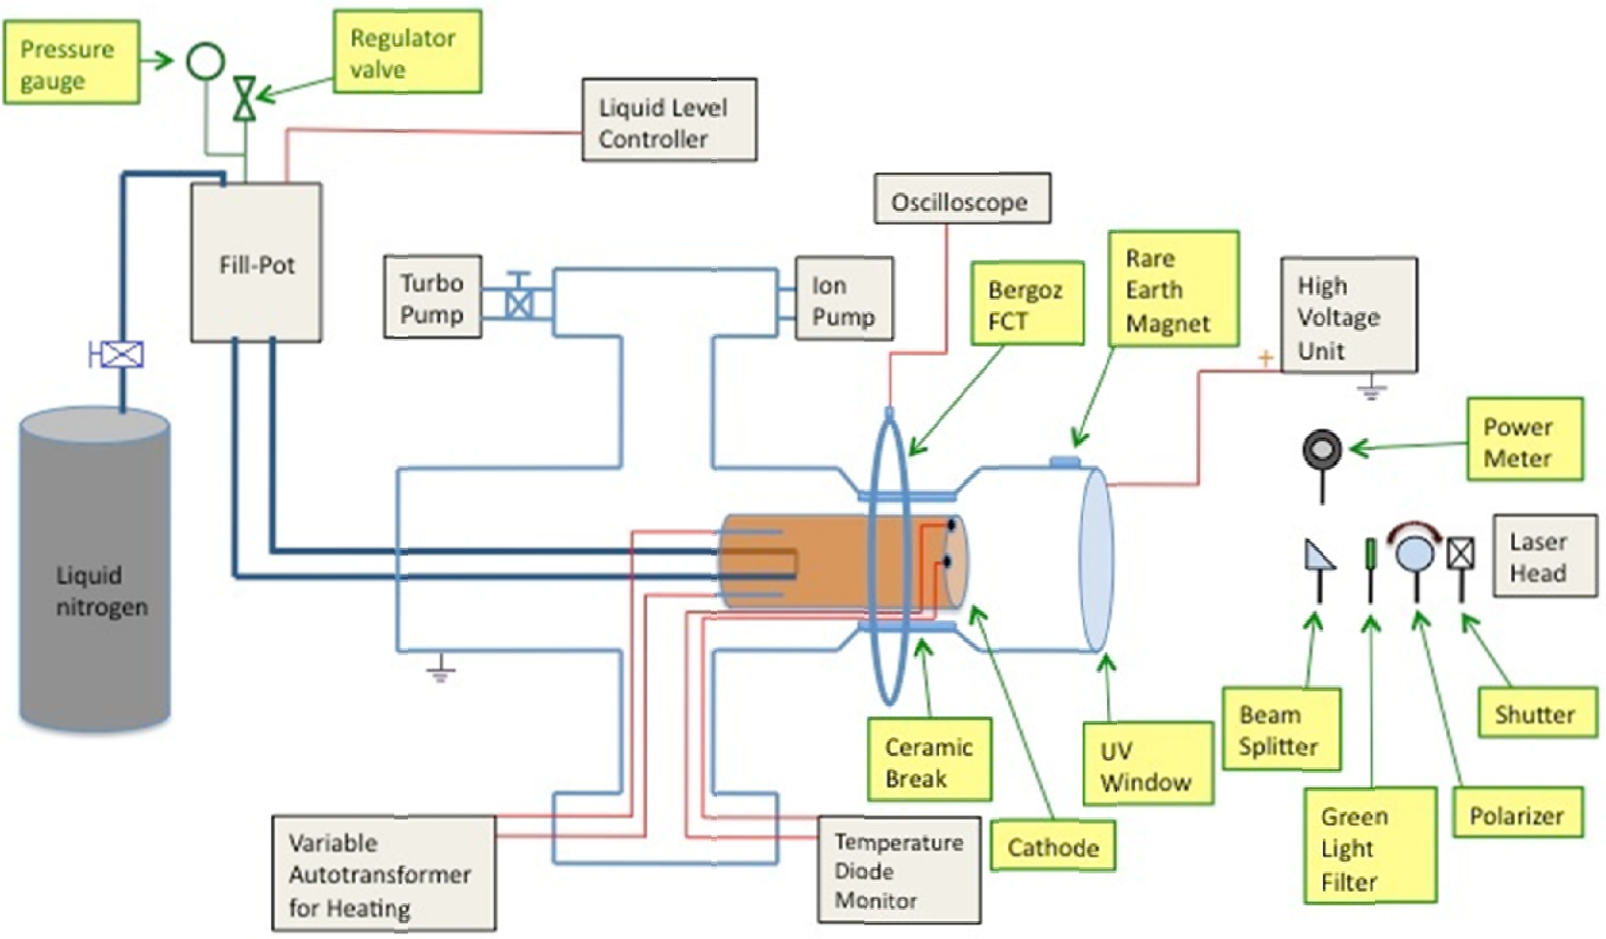 Pressure
gauge
Regulator
valve
Liquid Level
Controller
Oscilloscope
Fill-Pot
Turbo
Pump
Ion
Pump
Bergoz
FCT
Rare
Earth
Magnet
High
Voltage
Unit
+
Power
Meter
Laser
Head
Liquid
nitrogen
Beam
Splitter
Shutter
Ceramic
Break
UV
Window
Green
Light
Filter
Polarizer
Cathode
Variable
Autotransformer
for Heating
Temperature
Diode
Monitor